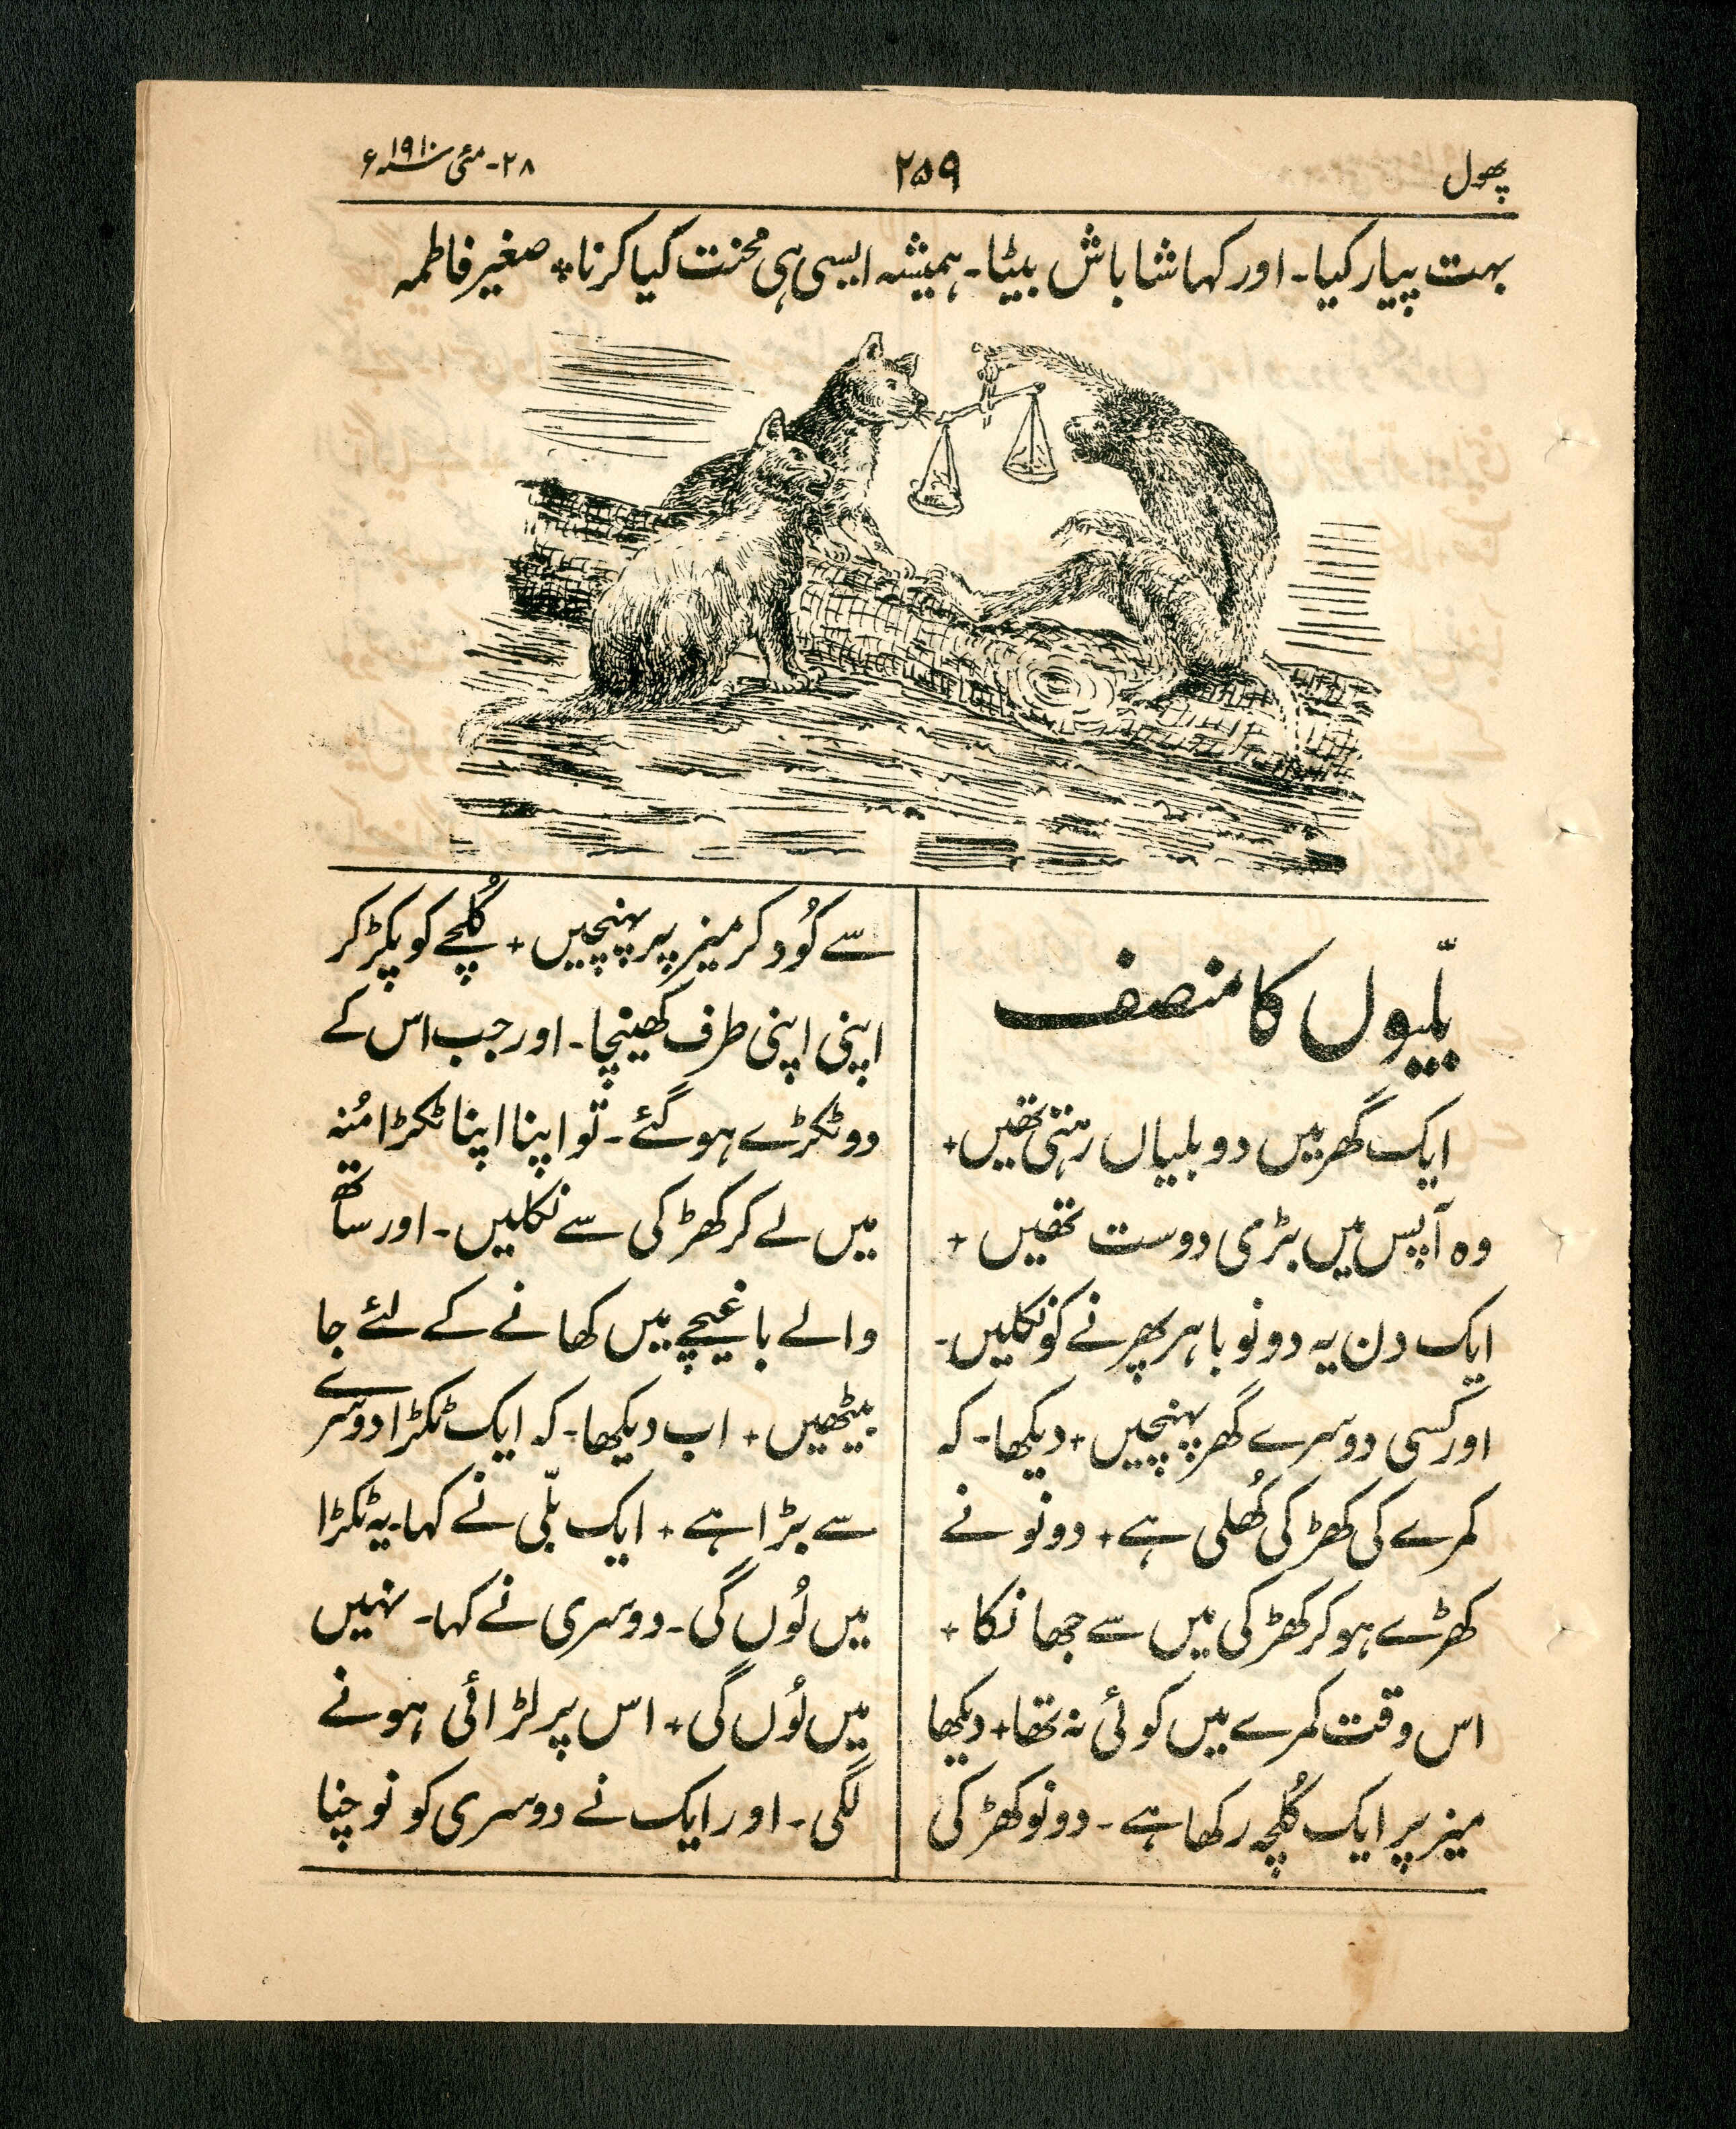 پھول
۲۵۹
۲۸-مئی سنہ ۱۹۱۰ء
بہت پیار کیا۔ اور کہا شاباش بیٹا۔ ہمیشہ ایسی ہی محنت کیا کرنا+ صغیر فاطمہ
بلّیوں کا منصف
ایک گھر میں دو بلیاں رہتی تھیں+
وہ آپس میں بڑی دوست تھیں +
ایک دن یہ دونو باہر پھرنے کو نکلیں۔
اور کسی دوسرے گھر پہنچیں+ دیکھا۔ کہ
کمرے کی کھڑکی کُھلی ہے+ دونو نے
کھڑے ہو کر کھڑکی میں سے جھانکا +
اس وقت کمرے میں کوئی نہ تھا+ دیکھا
میز پر ایک کُلچہ رکھا ہے۔ دونو کھڑکی
سے کُود کر میز پر پہنچیں + کُلچے کو پکڑ کر
اپنی اپنی طرف کھینچا۔ اور جب اس کے
دو ٹکڑے ہو گئے۔ تو اپنا اپنا ٹکڑا مُنہ
میں لے کر کھڑکی سے نکلیں۔ اور ساتھ
والے باغیچے میں کھانے کے لئے جا
بیٹھیں+ اب دیکھا۔ کہ ایک ٹکڑا دوسرے
سے بڑا ہے + ایک بلّی نے کہا۔ یہ ٹکڑا
میں لُوں گی۔ دوسری نے کہا۔ نہیں
میں لُوں گی+ اس پر لڑائی ہونے
لگی۔ اور ایک نے دوسری کو نوچنا